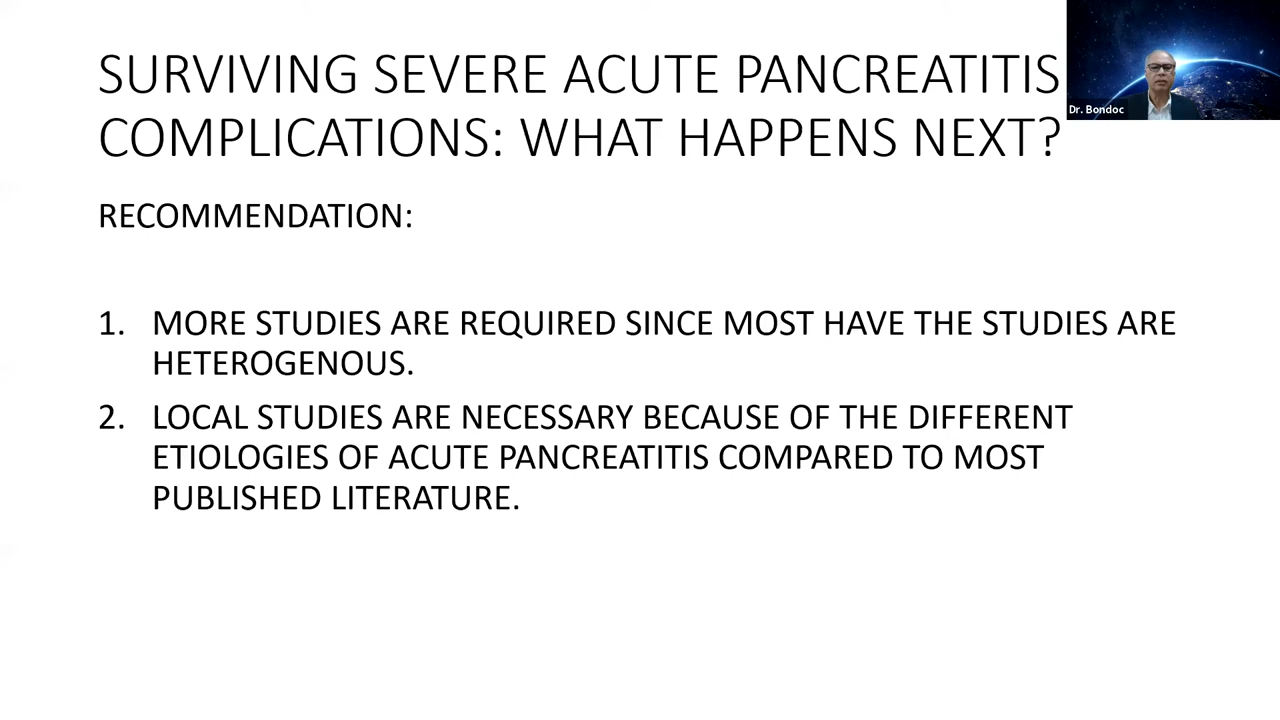 SURVIVING SEVERE ACUTE PANCREATITIS
COMPLICATIONS: WHAT HAPPENS NEXT?
Dr. Bondoc
RECOMMENDATION:
1. MORE STUDIES ARE REQUIRED SINCE MOST HAVE THE STUDIES ARE
HETEROGENOUS.
2. LOCAL STUDIES ARE NECESSARY BECAUSE OF THE DIFFERENT
ETIOLOGIES OF ACUTE PANCREATITIS COMPARED TO MOST
PUBLISHED LITERATURE.